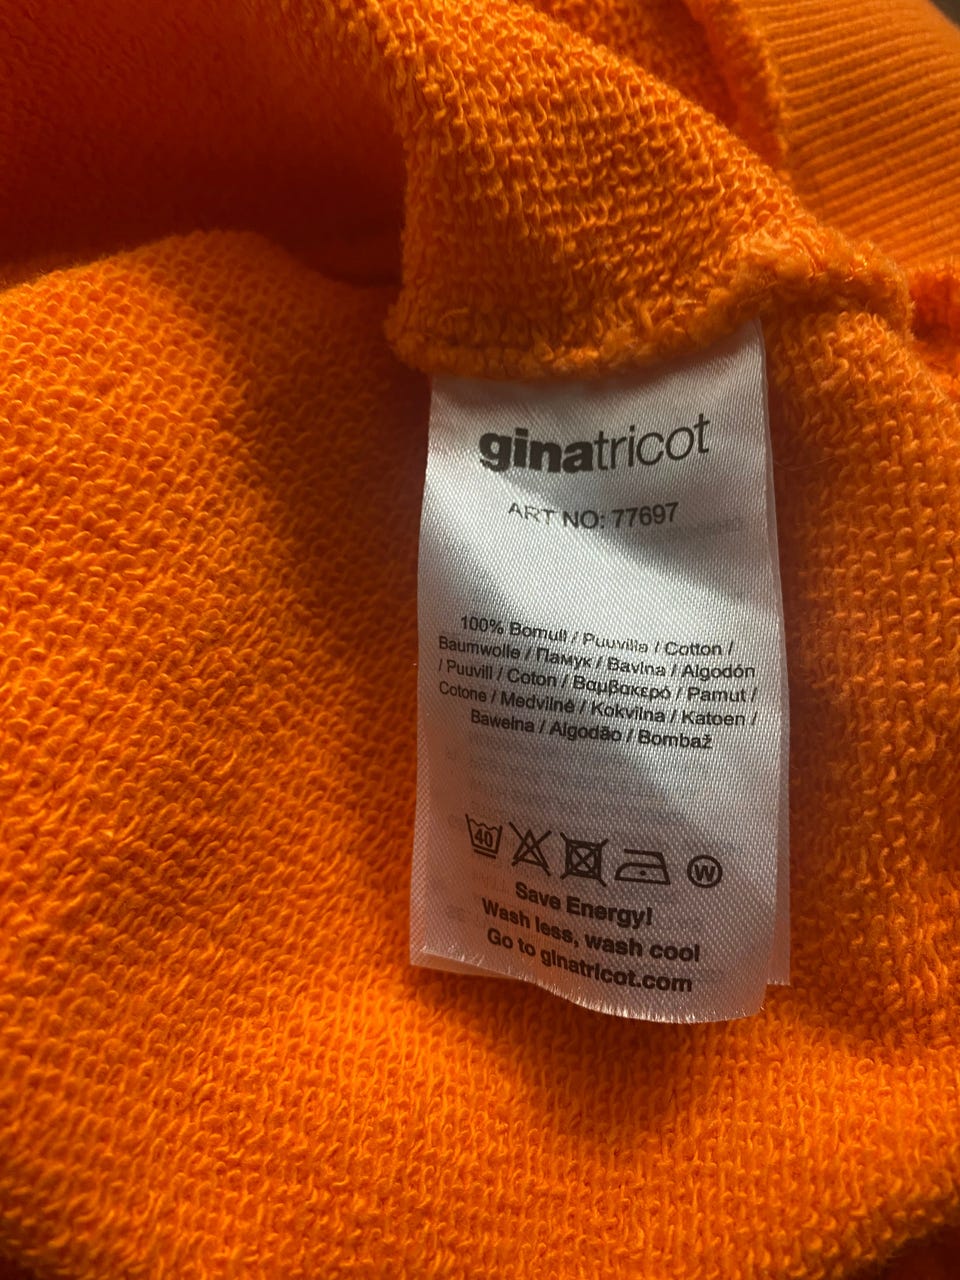 ginatricot
ART NO: 77697
100% Bomull / Puuvilla / Cotton /
Baumwolle / Памук / Bavlna / Algodón
/ Puuvill / Coton / Βαμβακερό / Pamut /
Cotone / Medvilnė / Kokvilna / Katoen /
Bawełna / Algodão / Bombaž
40
W
Save Energy!
Wash less, wash cool
Go to ginatricot.com